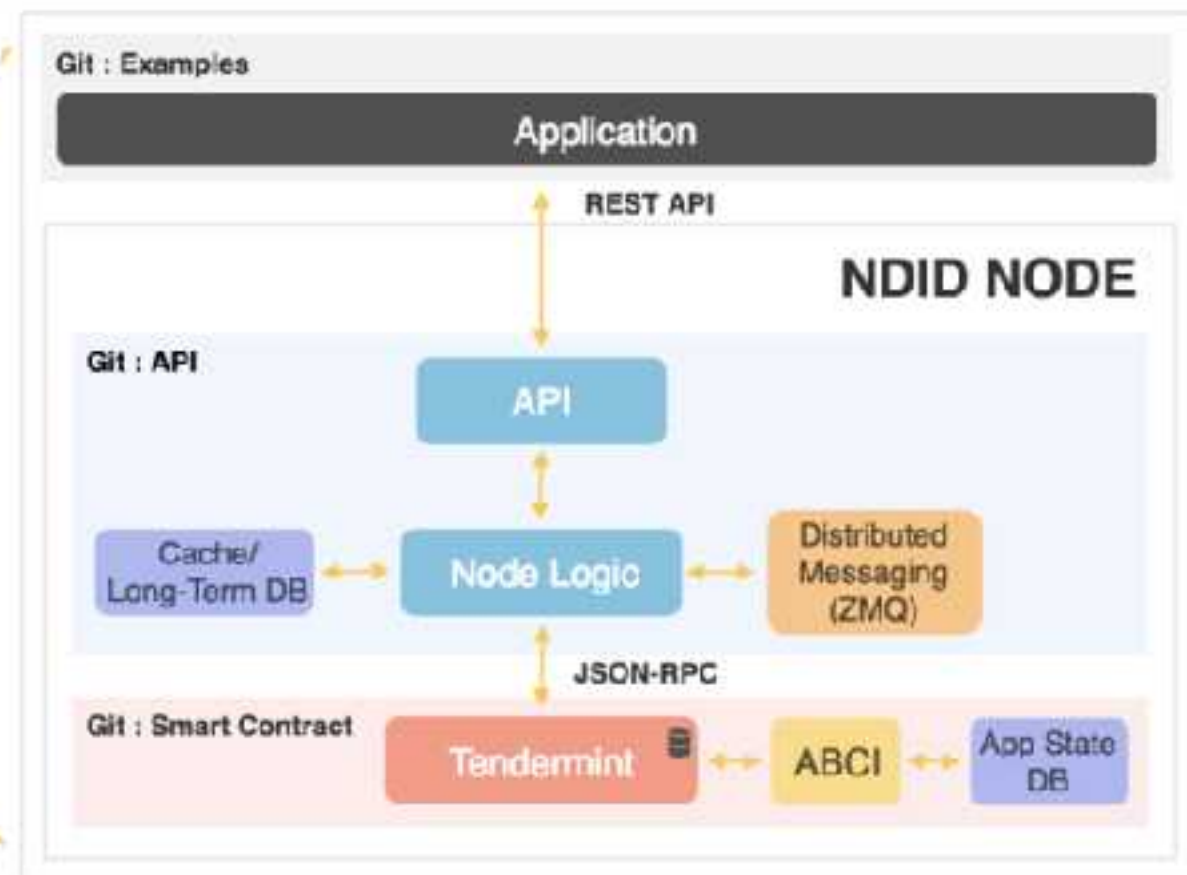 Git : Examples
Application
REST API
NDID NODE
Git : API
API
Cache/
Long-Term DB
Node Logic
Distributed
Messaging
(ZMQ)
JSON-RPC
Git : Smart Contract
Tendermint
ABCI
App State
DB